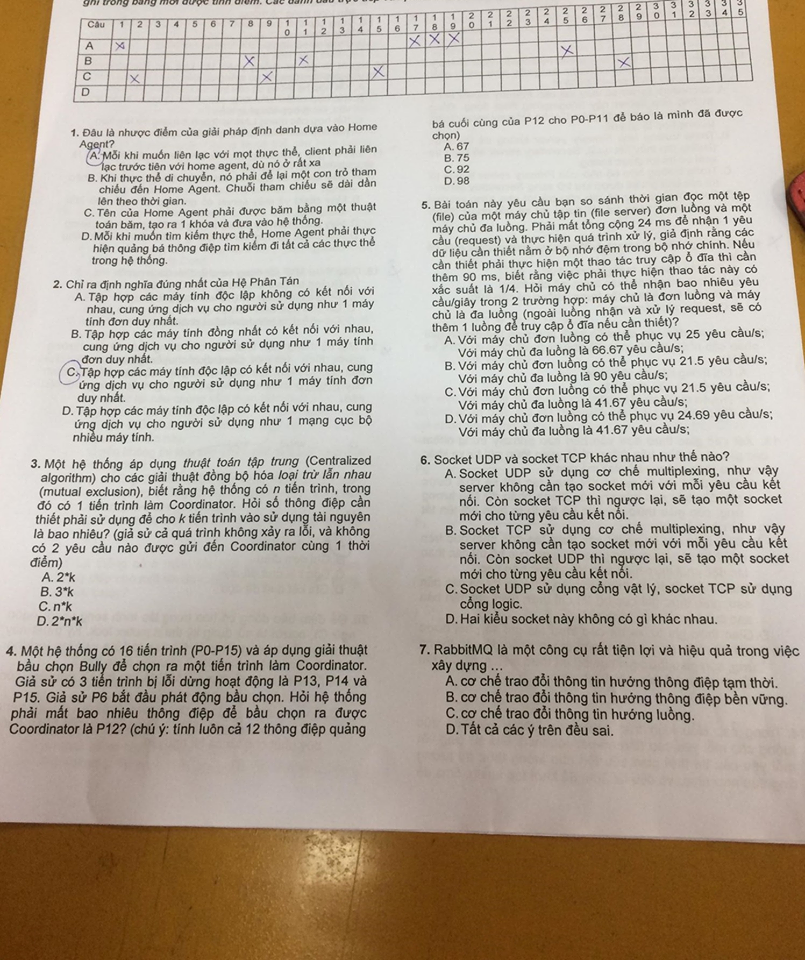 ghi trong bảng mới được tính điểm. Các đánh dấu trực tiếp
Câu 1 2 3 4 5 6 7 8 9 10 11 12 13 14 15 16 17 18 19 20 21 22 23 24 25 26 27 28 29 30 31 32 33 34 35
A
B
C
D
1. Đâu là nhược điểm của giải pháp định danh dựa vào Home
Agent?
A. Mỗi khi muốn liên lạc với mọt thực thể, client phải liên
lạc trước tiên với home agent, dù nó ở rất xa
B. Khi thực thể di chuyển, nó phải để lại một con trỏ tham
chiếu đến Home Agent. Chuỗi tham chiếu sẽ dài dần
lên theo thời gian.
C. Tên của Home Agent phải được băm bằng một thuật
toán băm, tạo ra 1 khóa và đưa vào hệ thống.
D. Mỗi khi muốn tìm kiếm thực thể, Home Agent phải thực
hiện quảng bá thông điệp tìm kiếm đi tất cả các thực thể
trong hệ thống.
2. Chỉ ra định nghĩa đúng nhất của Hệ Phân Tán
A. Tập hợp các máy tính độc lập không có kết nối với
nhau, cung ứng dịch vụ cho người sử dụng như 1 máy
tính đơn duy nhất.
B. Tập hợp các máy tính đồng nhất có kết nối với nhau,
cung ứng dịch vụ cho người sử dụng như 1 máy tính
đơn duy nhất.
C. Tập hợp các máy tính độc lập có kết nối với nhau, cung
ứng dịch vụ cho người sử dụng như 1 máy tính đơn
duy nhất.
D. Tập hợp các máy tính độc lập có kết nối với nhau, cung
ứng dịch vụ cho người sử dụng như 1 mạng cục bộ
nhiều máy tính.
3. Một hệ thống áp dụng thuật toán tập trung (Centralized
algorithm) cho các giải thuật đồng bộ hóa loại trừ lẫn nhau
(mutual exclusion), biết rằng hệ thống có n tiến trình, trong
đó có 1 tiến trình làm Coordinator. Hỏi số thông điệp cần
thiết phải sử dụng để cho k tiến trình vào sử dụng tài nguyên
là bao nhiêu? (giả sử cả quá trình không xảy ra lỗi, và không
có 2 yêu cầu nào được gửi đến Coordinator cùng 1 thời
điểm)
A. 2*k
B. 3*k
C. n*k
D. 2*n*k
4. Một hệ thống có 16 tiến trình (P0-P15) và áp dụng giải thuật
bầu chọn Bully để chọn ra một tiến trình làm Coordinator.
Giả sử có 3 tiến trình bị lỗi dừng hoạt động là P13, P14 và
P15. Giả sử P6 bắt đầu phát động bầu chọn. Hỏi hệ thống
phải mất bao nhiêu thông điệp để bầu chọn ra được
Coordinator là P12? (chú ý: tính luôn cả 12 thông điệp quảng
bá cuối cùng của P12 cho P0-P11 để báo là mình đã được
chọn)
A. 67
B. 75
C. 92
D. 98
5. Bài toán này yêu cầu bạn so sánh thời gian đọc một tệp
(file) của một máy chủ tập tin (file server) đơn luồng và một
máy chủ đa luồng. Phải mất tổng cộng 24 ms để nhận 1 yêu
cầu (request) và thực hiện quá trình xử lý, giả định rằng các
dữ liệu cần thiết nằm ở bộ nhớ đệm trong bộ nhớ chính. Nếu
cần thiết phải thực hiện một thao tác truy cập ổ đĩa thì cần
thêm 90 ms, biết rằng việc phải thực hiện thao tác này có
xác suất là 1/4. Hỏi máy chủ có thể nhận bao nhiêu yêu
cầu/giây trong 2 trường hợp: máy chủ là đơn luồng và máy
chủ là đa luồng (ngoài luồng nhận và xử lý request, sẽ có
thêm 1 luồng để truy cập ổ đĩa nếu cần thiết)?
A. Với máy chủ đơn luồng có thể phục vụ 25 yêu cầu/s;
Với máy chủ đa luồng là 66.67 yêu cầu/s;
B. Với máy chủ đơn luồng có thể phục vụ 21.5 yêu cầu/s;
Với máy chủ đa luồng là 90 yêu cầu/s;
C. Với máy chủ đơn luồng có thể phục vụ 21.5 yêu cầu/s;
Với máy chủ đa luồng là 41.67 yêu cầu/s;
D. Với máy chủ đơn luồng có thể phục vụ 24.69 yêu cầu/s;
Với máy chủ đa luồng là 41.67 yêu cầu/s;
6. Socket UDP và socket TCP khác nhau như thế nào?
A. Socket UDP sử dụng cơ chế multiplexing, như vậy
server không cần tạo socket mới với mỗi yêu cầu kết
nối. Còn socket TCP thì ngược lại, sẽ tạo một socket
mới cho từng yêu cầu kết nối.
B. Socket TCP sử dụng cơ chế multiplexing, như vậy
server không cần tạo socket mới với mỗi yêu cầu kết
nối. Còn socket UDP thì ngược lại, sẽ tạo một socket
mới cho từng yêu cầu kết nối.
C. Socket UDP sử dụng cổng vật lý, socket TCP sử dụng
cổng logic.
D. Hai kiểu socket này không có gì khác nhau.
7. RabbitMQ là một công cụ rất tiện lợi và hiệu quả trong việc
xây dựng ...
A. cơ chế trao đổi thông tin hướng thông điệp tạm thời.
B. cơ chế trao đổi thông tin hướng thông điệp bền vững.
C. cơ chế trao đổi thông tin hướng luồng.
D. Tất cả các ý trên đều sai.